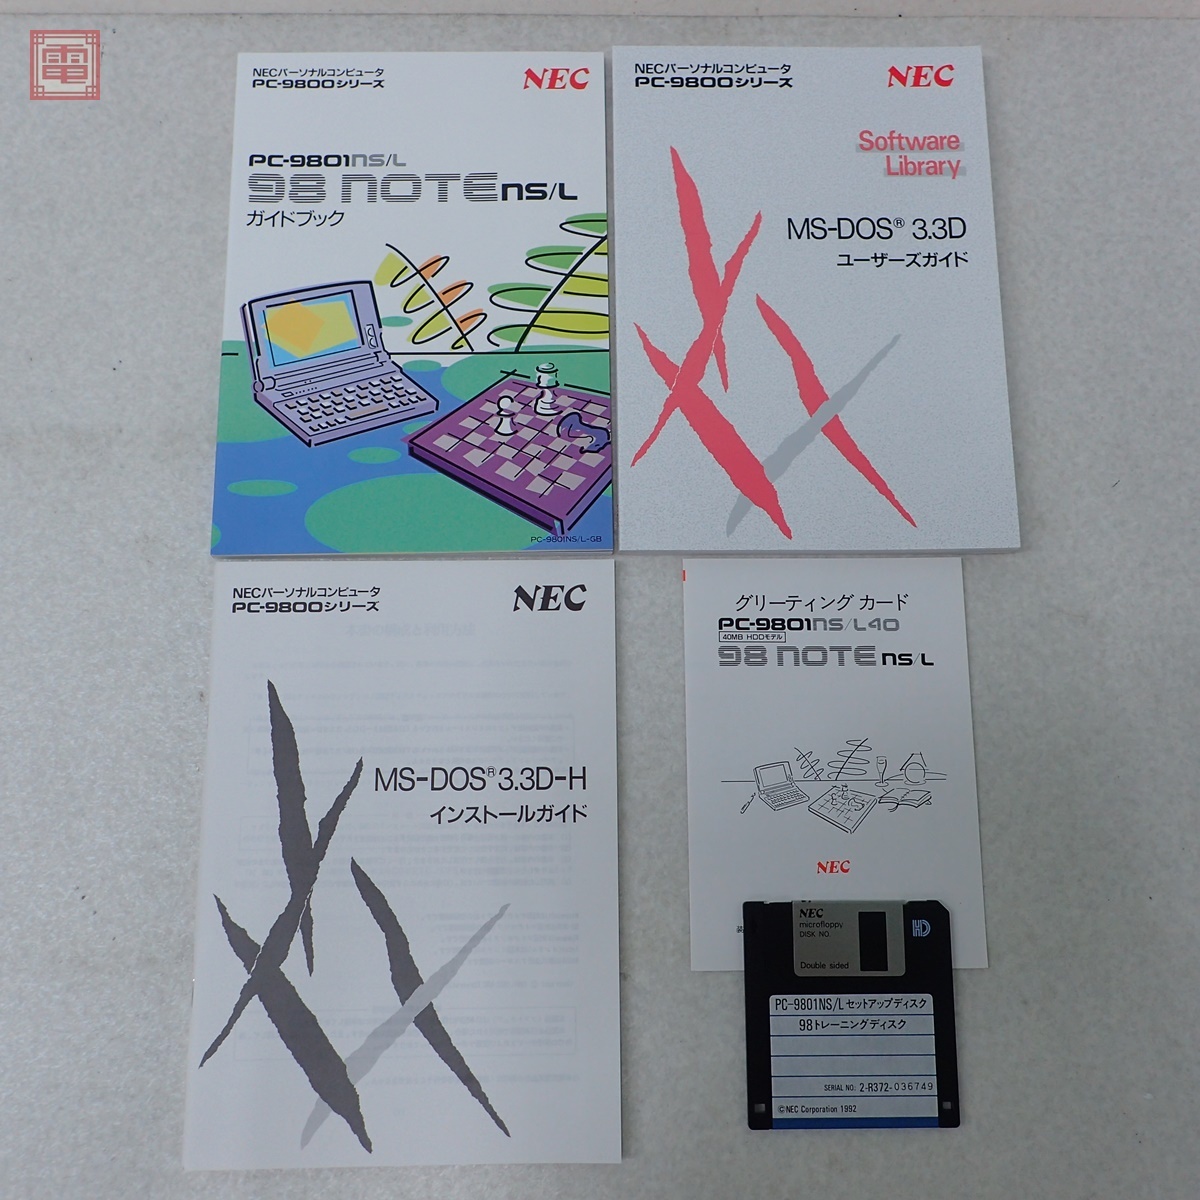 電
NECパーソナルコンピュータ
PC-9800シリーズ
NEC
PC-9801NS/L
98 NOTE NS/L
ガイドブック
PC-9801NS/L-GB
NECパーソナルコンピュータ
PC-9800シリーズ
NEC
Software
Library
MS-DOS® 3.3D
ユーザーズガイド
NECパーソナルコンピュータ
PC-9800シリーズ
NEC
MS-DOS® 3.3D-H
インストールガイド
グリーティング カード
PC-9801NS/L40
40MB HDDモデル
98 NOTE NS/L
NEC
装
NEC
microfloppy
DISK NO.
Double sided
HD
PC-9801NS/L セットアップディスク
98トレーニングディスク
SERIAL NO: 2-R372-036749
©NEC Corporation 1992